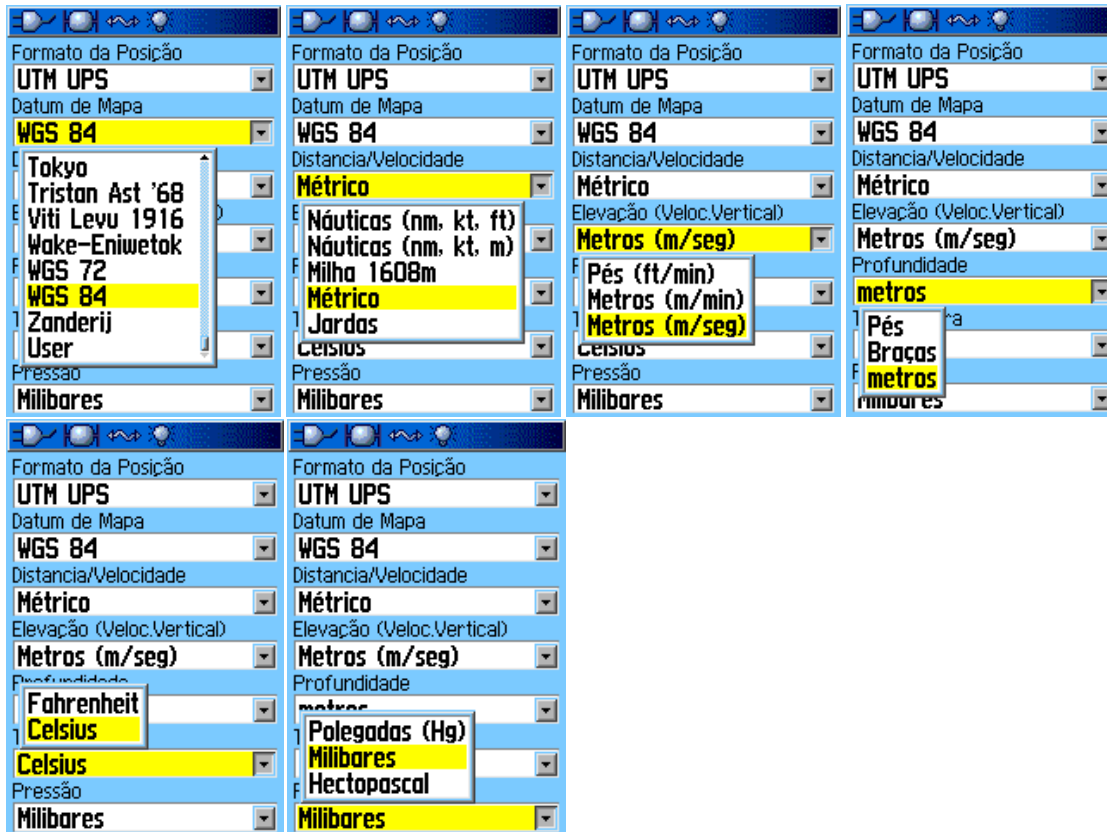 Formato da Posição
UTM UPS
Datum de Mapa
WGS 84
Tokyo
Tristan Ast '68
Viti Levu 1916
Wake-Eniwetok
WGS 72
WGS 84
Zanderij
User
Pressão
Milibares
Formato da Posição
UTM UPS
Datum de Mapa
WGS 84
Distancia/Velocidade
Métrico
Náuticas (nm, kt, ft)
Náuticas (nm, kt, m)
Milha 1608m
Métrico
Jardas
Celsius
Pressão
Milibares
Formato da Posição
UTM UPS
Datum de Mapa
WGS 84
Distancia/Velocidade
Métrico
Elevação (Veloc.Vertical)
Metros (m/seg)
Pés (ft/min)
Metros (m/min)
Metros (m/seg)
Celsius
Pressão
Milibares
Formato da Posição
UTM UPS
Datum de Mapa
WGS 84
Distancia/Velocidade
Métrico
Elevação (Veloc.Vertical)
Metros (m/seg)
Profundidade
metros
Pés
Braças
metros
Milibares
Formato da Posição
UTM UPS
Datum de Mapa
WGS 84
Distancia/Velocidade
Métrico
Elevação (Veloc.Vertical)
Metros (m/seg)
Profundidade
Fahrenheit
Celsius
Celsius
Pressão
Milibares
Formato da Posição
UTM UPS
Datum de Mapa
WGS 84
Distancia/Velocidade
Métrico
Elevação (Veloc.Vertical)
Metros (m/seg)
Profundidade
metros
Polegadas (Hg)
Milibares
Hectopascal
Milibares